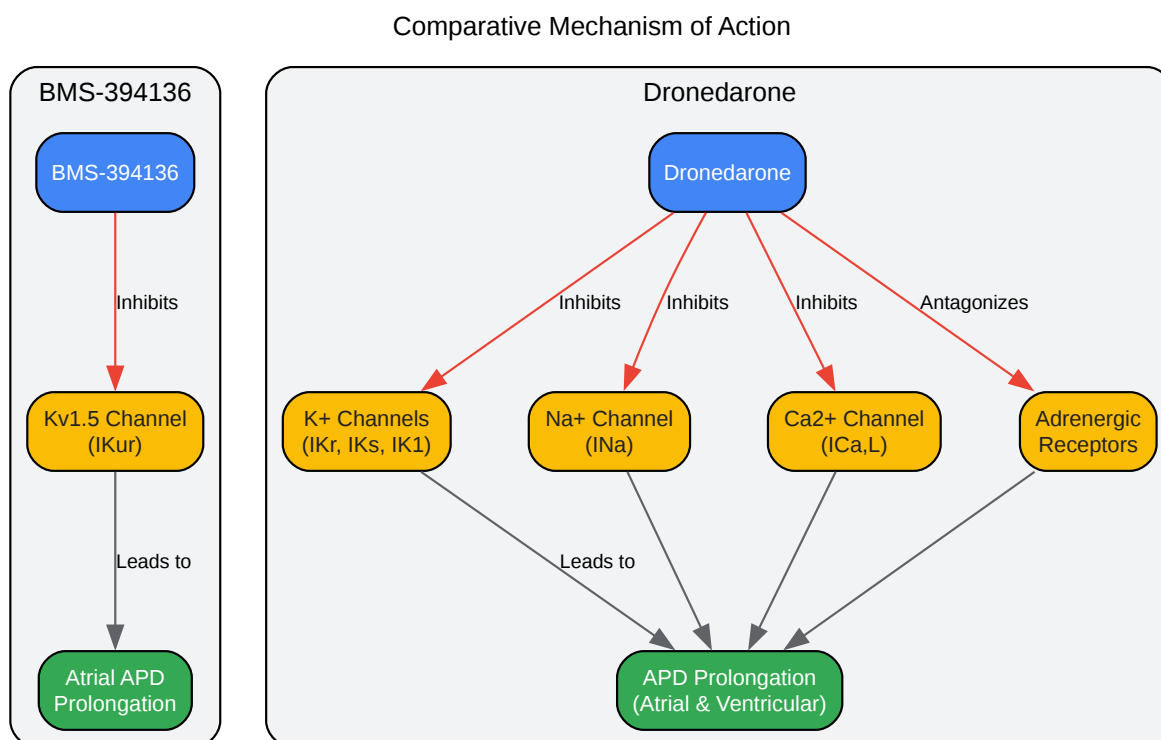 Comparative Mechanism of Action
BMS-394136
BMS-394136
Inhibits
Kv1.5 Channel
(IKur)
Leads to
Atrial APD
Prolongation
Dronedarone
Dronedarone
Inhibits
Inhibits
Inhibits
Antagonizes
K+ Channels
(IKr, IKs, IK1)
Na+ Channel
(INa)
Ca2+ Channel
(ICa,L)
Adrenergic
Receptors
Leads to
APD Prolongation
(Atrial & Ventricular)